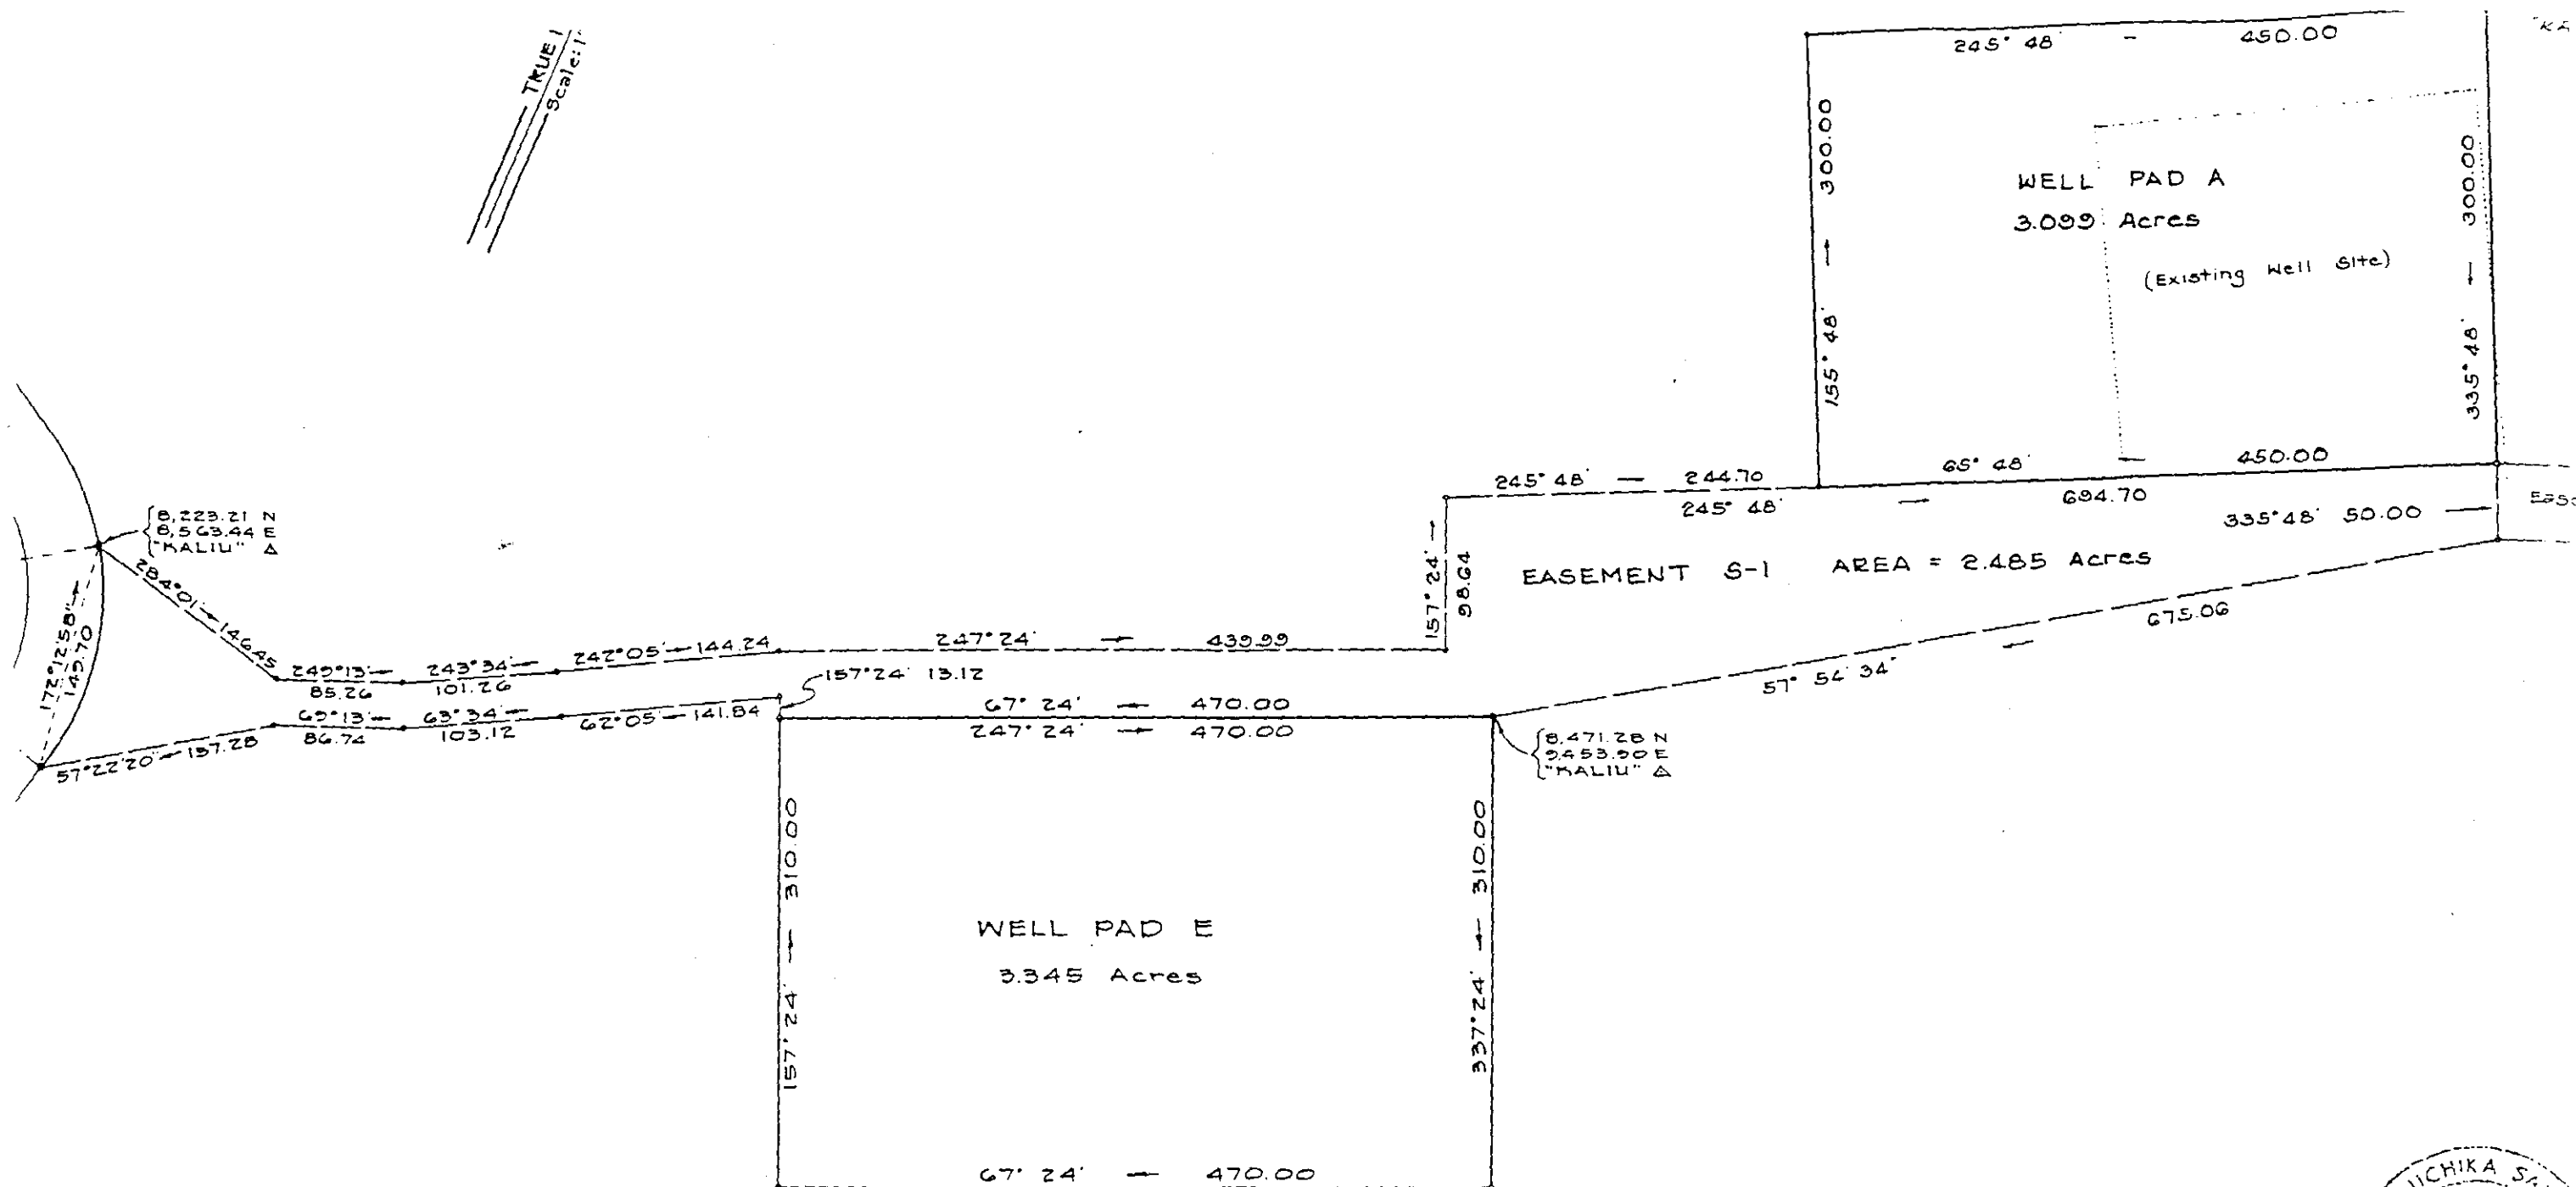 TRUE
Scale: 1"
245° 48' - 450.00
"KA
300.00
155° 48'
WELL PAD A
3.099 Acres
(Existing Well Site)
300.00
335° 48'
65° 48' 450.00
245° 48' 244.70
245° 48' 694.70
335° 48' 50.00
EAS
8,223.21 N
8,563.44 E
"KALIU" △
284° 01' 146.45
172° 12' 58"
149.70
249° 13'
85.26
243° 34'
101.26
242° 05' 144.24
247° 24' 439.99
157° 24'
98.64
EASEMENT S-1 AREA = 2.485 Acres
57° 54' 34" 675.06
157° 24' 13.12
57° 22' 20" 137.28
69° 13'
86.74
63° 34'
103.12
62° 05' 141.84
67° 24' 470.00
247° 24' 470.00
8,471.28 N
9,453.90 E
"KALIU" △
157° 24' 310.00
337° 24' 310.00
WELL PAD E
3.345 Acres
67° 24' 470.00
UCHIKA SA